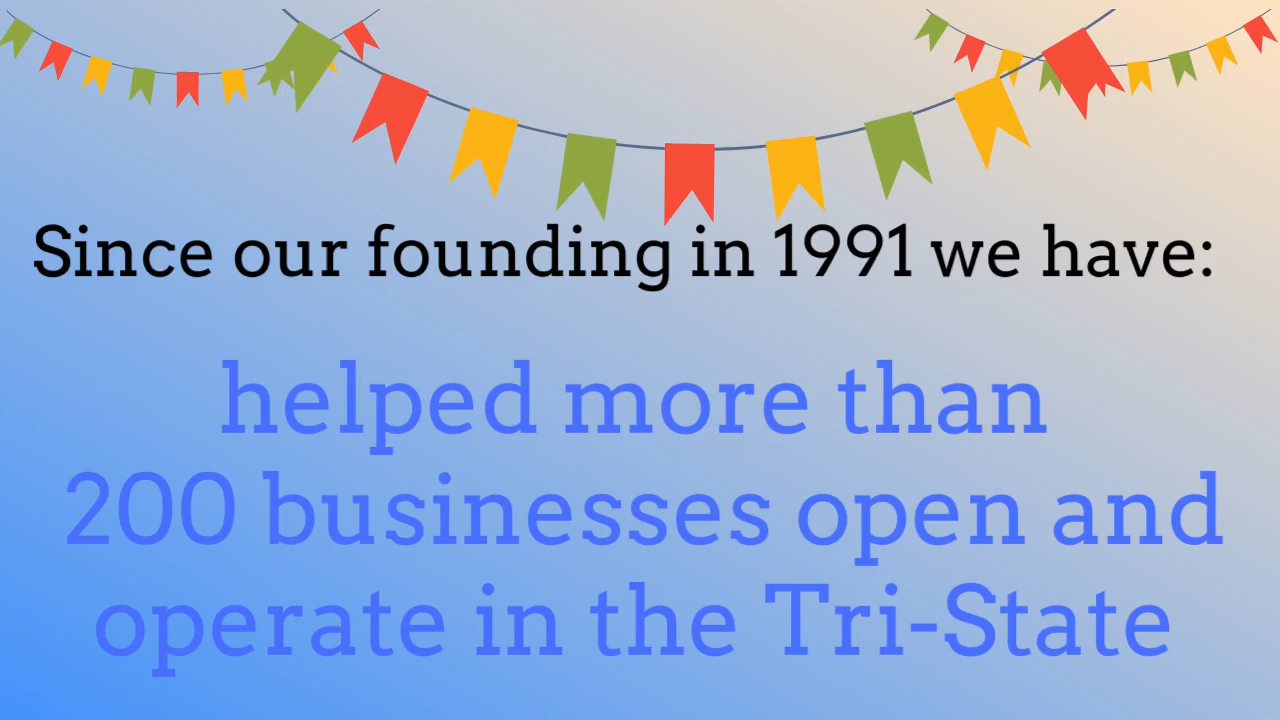 Since our founding in 1991 we have:
helped more than
200 businesses open and
operate in the Tri-State